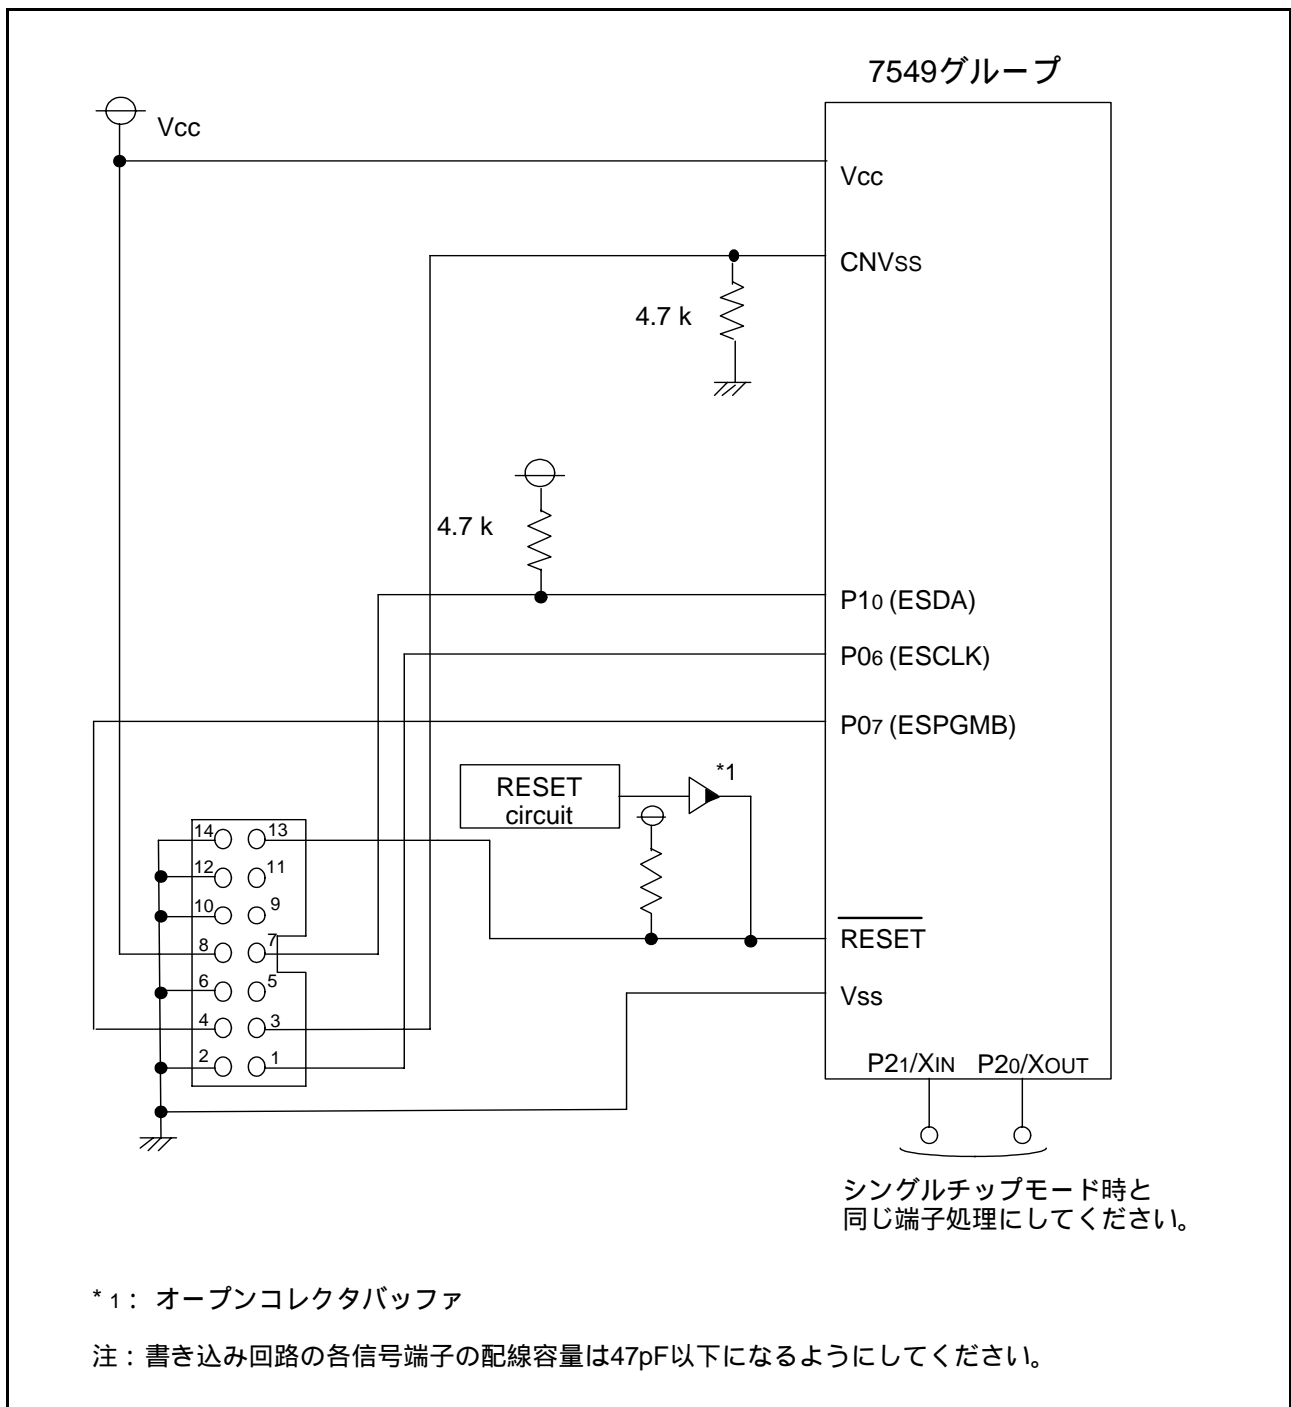 7549グループ
Vcc
Vcc
CNVss
4.7 k
4.7 k
P10 (ESDA)
P06 (ESCLK)
P07 (ESPGMB)
*1
RESET
circuit
14 13
12 11
10 9
8 7
6 5
4 3
2 1
RESET
Vss
P21/XIN P20/XOUT
シングルチップモード時と
同じ端子処理にしてください。
* 1 : オープンコレクタバッファ
注：書き込み回路の各信号端子の配線容量は47pF以下になるようにしてください。